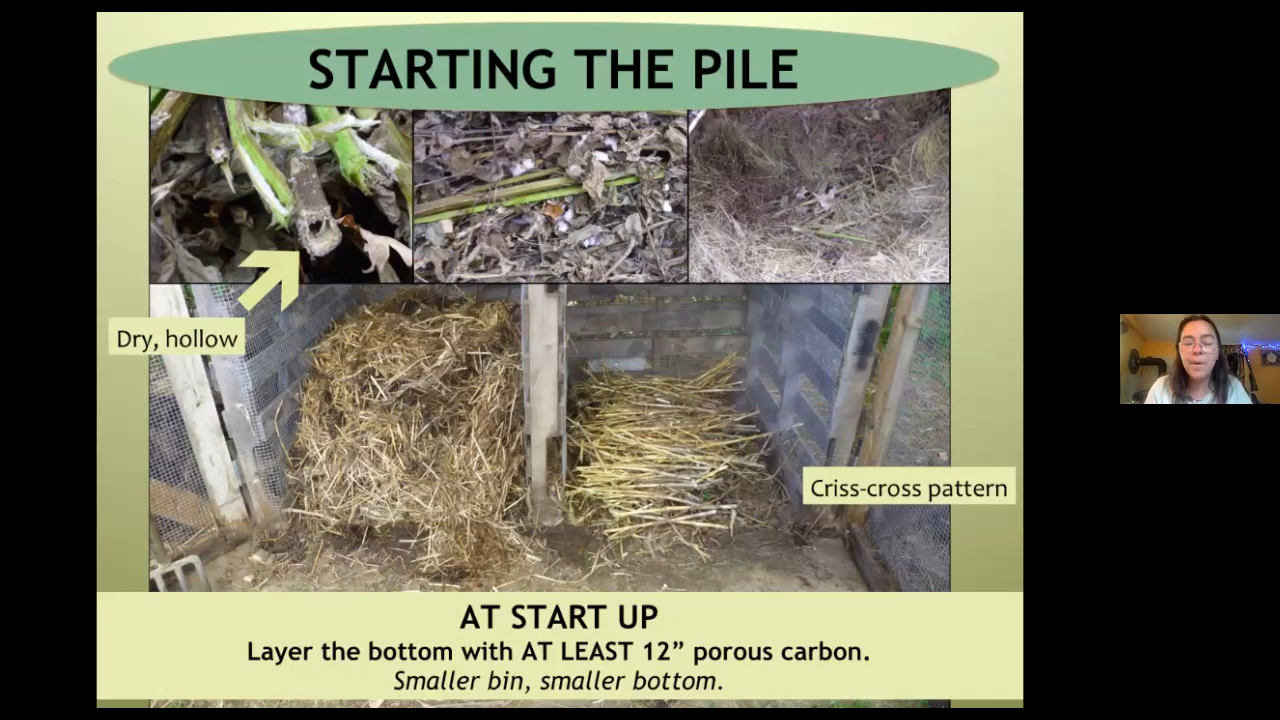 STARTING THE PILE
Dry, hollow
Criss-cross pattern
AT START UP
Layer the bottom with AT LEAST 12” porous carbon.
Smaller bin, smaller bottom.